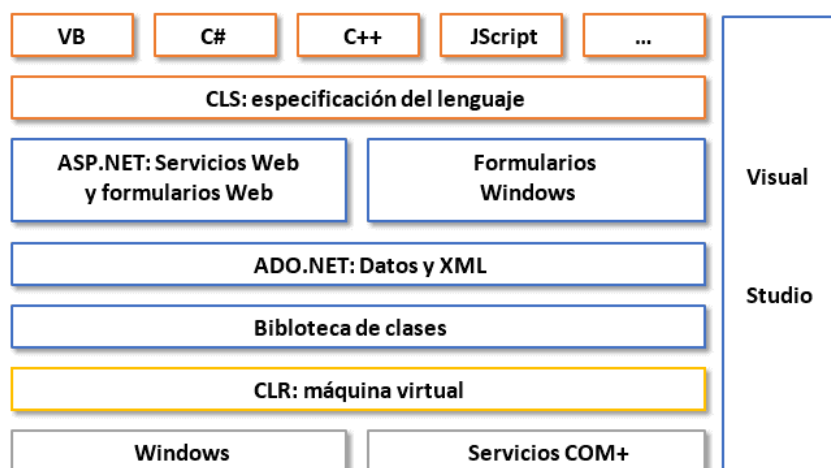 VB
C#
C++
JScript
...
CLS: especificación del lenguaje
ASP.NET: Servicios Web
y formularios Web
Formularios
Windows
Visual
Studio
ADO.NET: Datos y XML
Bibloteca de clases
CLR: máquina virtual
Windows
Servicios COM+